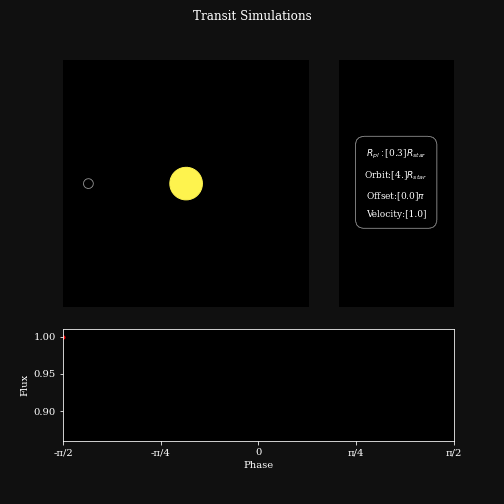 Transit Simulations
R_pl :[0.3]R_star
Orbit:[4.]R_star
Offset:[0.0]π
Velocity:[1.0]
1.00
0.95
0.90
Flux
-π/2 -π/4 0 π/4 π/2
Phase